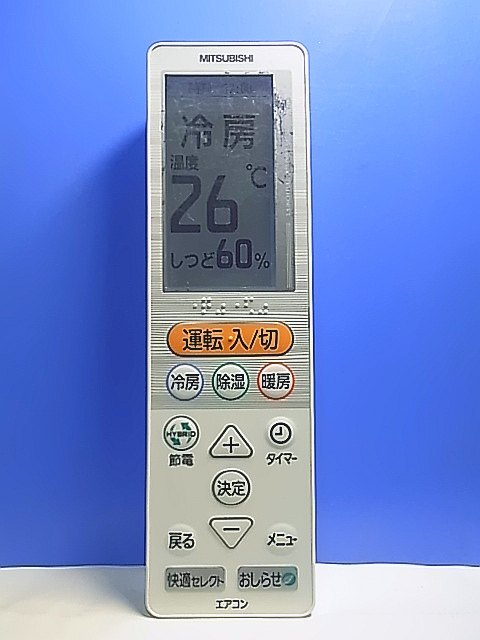 MITSUBISHI
冷房
温度
26℃
しつど60%
運転 入/切
冷房 除湿 暖房
HYBRID
節電 + タイマー
決定
戻る − メニュー
快適セレクト おしらせ
エアコン